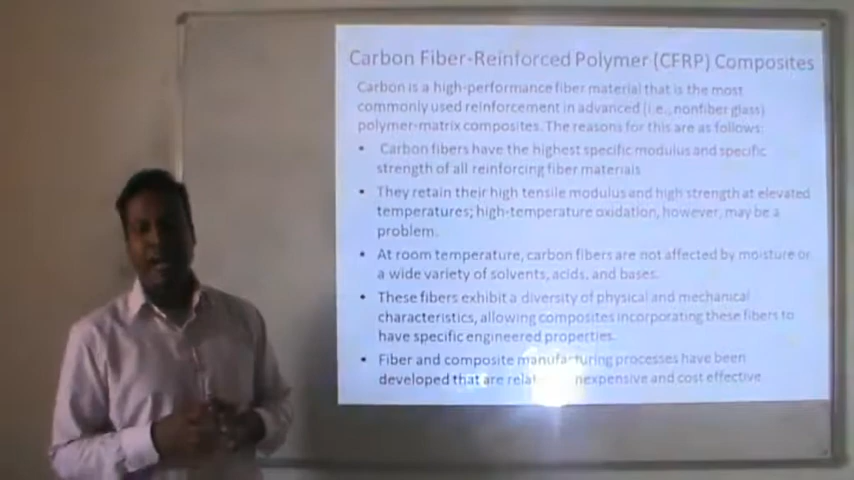 Carbon Fiber-Reinforced Polymer (CFRP) Composites
Carbon is a high-performance fiber material that is the most
commonly used reinforcement in advanced (i.e., nonfiber glass)
polymer-matrix composites. The reasons for this are as follows:
• Carbon fibers have the highest specific modulus and specific
strength of all reinforcing fiber materials
• They retain their high tensile modulus and high strength at elevated
temperatures; high-temperature oxidation, however, may be a
problem.
• At room temperature, carbon fibers are not affected by moisture or
a wide variety of solvents, acids, and bases.
• These fibers exhibit a diversity of physical and mechanical
characteristics, allowing composites incorporating these fibers to
have specific engineered properties.
• Fiber and composite manufacturing processes have been
developed that are inexpensive and cost effective